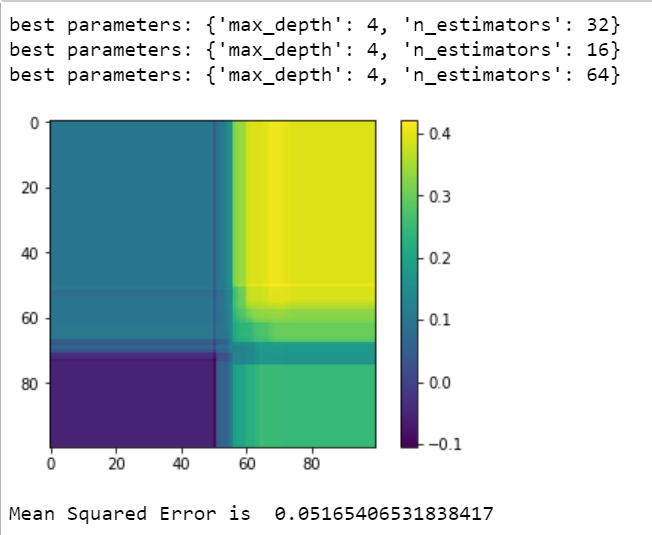 best parameters: {'max_depth': 4, 'n_estimators': 32}
best parameters: {'max_depth': 4, 'n_estimators': 16}
best parameters: {'max_depth': 4, 'n_estimators': 64}
0
20
40
60
80
0 20 40 60 80
0.4
0.3
0.2
0.1
0.0
−0.1
Mean Squared Error is  0.05165406531838417